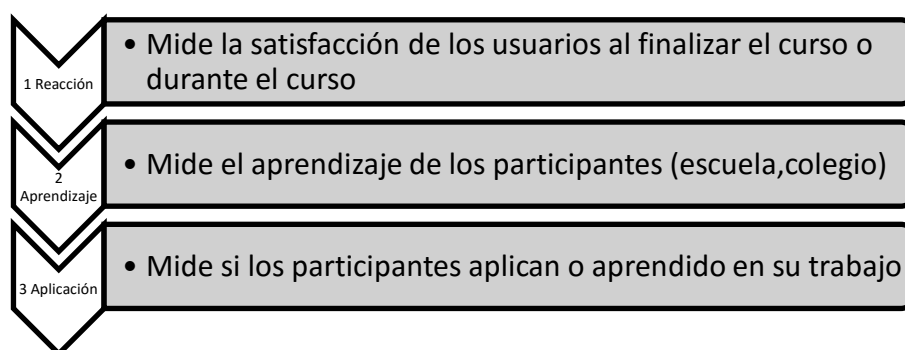 1 Reacción
• Mide la satisfacción de los usuarios al finalizar el curso o
durante el curso
2
Aprendizaje
• Mide el aprendizaje de los participantes (escuela,colegio)
3 Aplicación
• Mide si los participantes aplican o aprendido en su trabajo